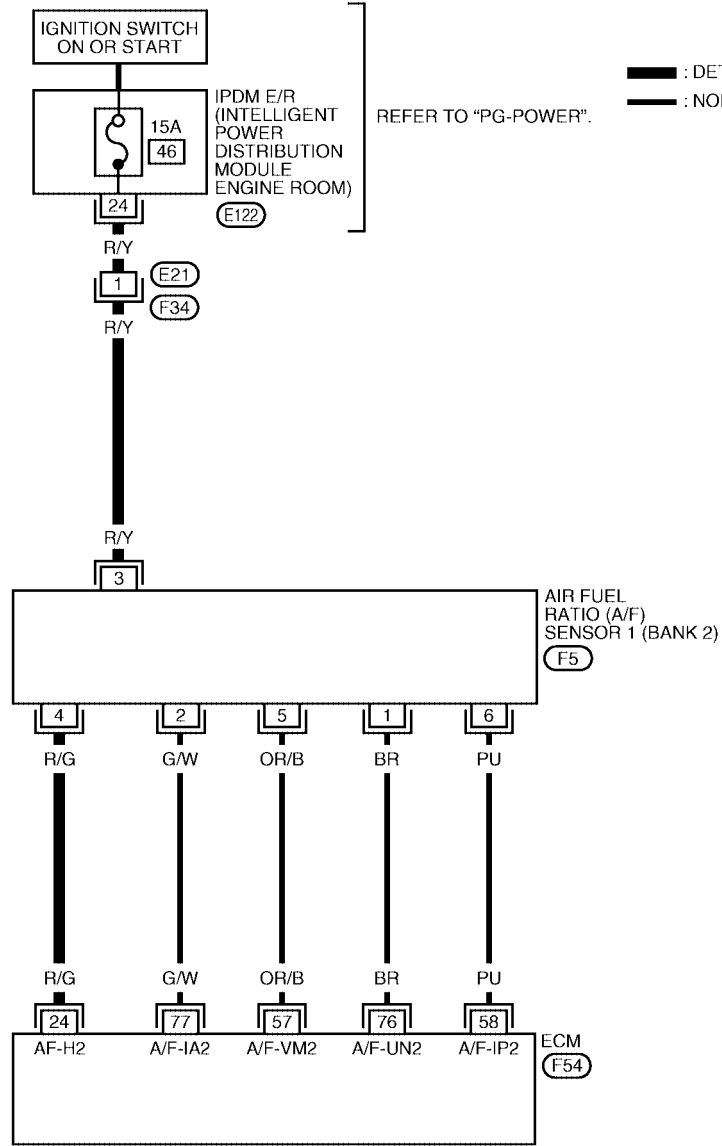 IGNITION SWITCH
ON OR START
IPDM E/R
(INTELLIGENT
POWER
DISTRIBUTION
MODULE
ENGINE ROOM)
15A
46
REFER TO “PG-POWER”.
: DET
: NON
24
E122
R/Y
1
E21
F34
R/Y
R/Y
3
AIR FUEL
RATIO (A/F)
SENSOR 1 (BANK 2)
F5
4 2 5 1 6
R/G G/W OR/B BR PU
R/G G/W OR/B BR PU
24 77 57 76 58
AF-H2 A/F-IA2 A/F-VM2 A/F-UN2 A/F-IP2
ECM
F54